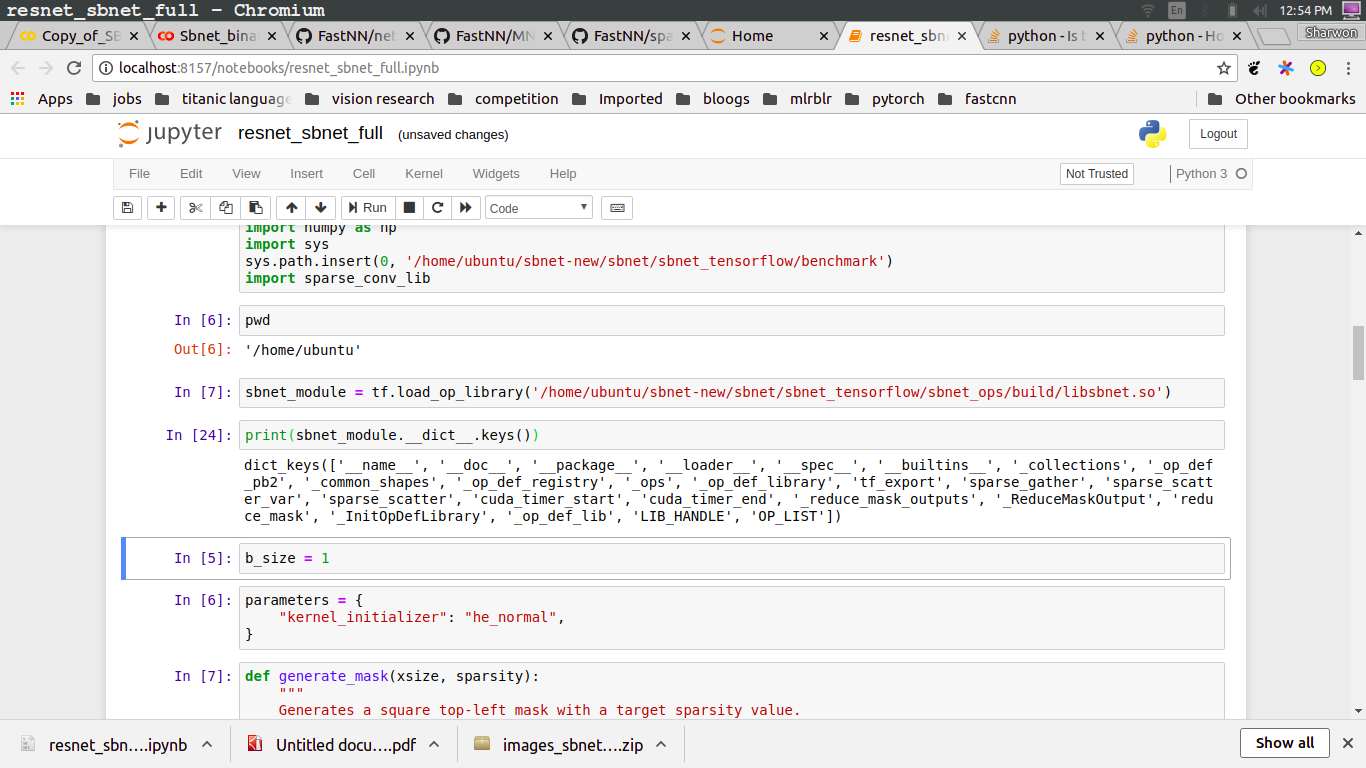 resnet_sbnet_full - Chromium
En
12:54 PM
Copy_of_SB
Sbnet_bina
FastNN/net
FastNN/MN
FastNN/spa
Home
resnet_sbn
python - Is t
python - Ho
Sharwon
localhost:8157/notebooks/resnet_sbnet_full.ipynb
Apps
jobs
titanic language
vision research
competition
Imported
bloogs
mlrblr
pytorch
fastcnn
Other bookmarks
jupyter
resnet_sbnet_full
(unsaved changes)
Logout
File
Edit
View
Insert
Cell
Kernel
Widgets
Help
Not Trusted
Python 3
Run
Code
import numpy as np
import sys
sys.path.insert(0, '/home/ubuntu/sbnet-new/sbnet/sbnet_tensorflow/benchmark')
import sparse_conv_lib
In [6]: pwd
Out[6]: '/home/ubuntu'
In [7]: sbnet_module = tf.load_op_library('/home/ubuntu/sbnet-new/sbnet/sbnet_tensorflow/sbnet_ops/build/libsbnet.so')
In [24]: print(sbnet_module.__dict__.keys())
dict_keys(['__name__', '__doc__', '__package__', '__loader__', '__spec__', '__builtins__', '_collections', '_op_def
_pb2', '_common_shapes', '_op_def_registry', '_ops', '_op_def_library', 'tf_export', 'sparse_gather', 'sparse_scatt
er_var', 'sparse_scatter', 'cuda_timer_start', 'cuda_timer_end', '_reduce_mask_outputs', '_ReduceMaskOutput', 'redu
ce_mask', '_InitOpDefLibrary', '_op_def_lib', 'LIB_HANDLE', 'OP_LIST'])
In [5]: b_size = 1
In [6]: parameters = {
"kernel_initializer": "he_normal",
}
In [7]: def generate_mask(xsize, sparsity):
"""
Generates a square top-left mask with a target sparsity value.
resnet_sbn....ipynb
Untitled docu....pdf
images_sbnet....zip
Show all